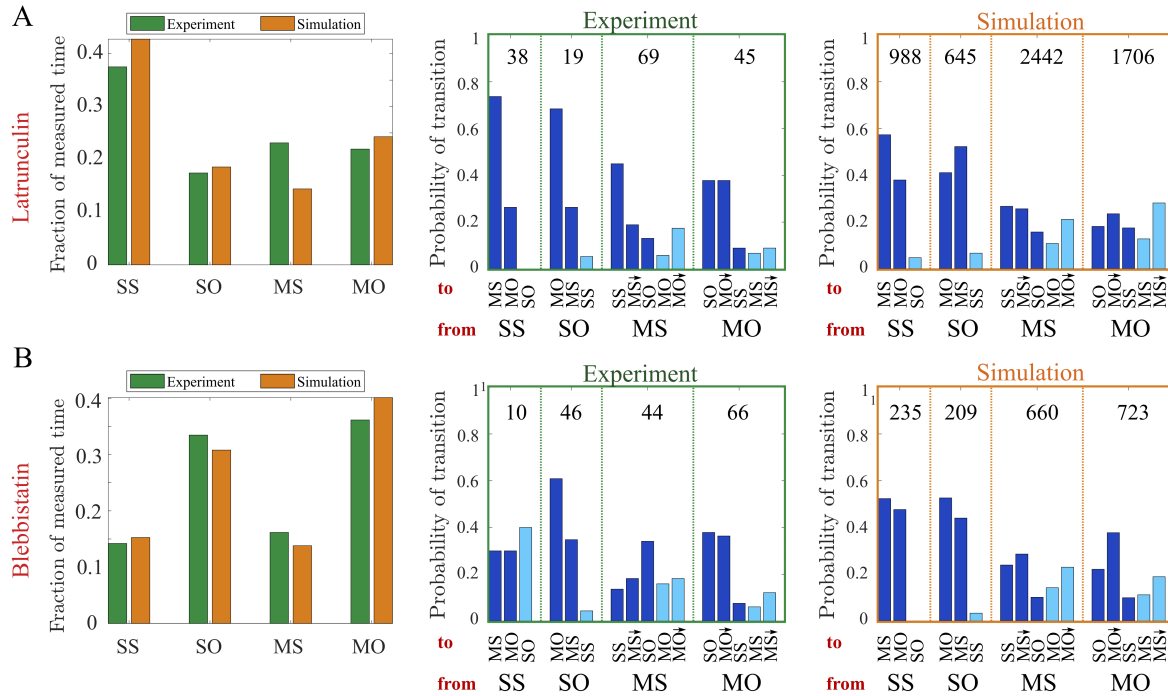 A
Latrunculin
Experiment Simulation
Fraction of measured time
0.4
0.3
0.2
0.1
0
SS SO MS MO
Experiment
Probability of transition
1
0.8
0.6
0.4
0.2
0
38 19 69 45
to MS MO SO MO MS SS SS MS SO MO MO SO MO SS MS MS
from SS SO MS MO
Simulation
Probability of transition
1
0.8
0.6
0.4
0.2
0
988 645 2442 1706
to MS MO SO MO MS SS SS MS SO MO MO SO MO SS MS MS
from SS SO MS MO
B
Blebbistatin
Experiment Simulation
Fraction of measured time
0.4
0.3
0.1
0.1
0
SS SO MS MO
Experiment
Probability of transition
1
0.8
0.6
0.4
0.2
0
10 46 44 66
to MS MO SO MO MS SS SS MS SO MO MO SO MO SS MS MS
from SS SO MS MO
Simulation
Probability of transition
1
0.8
0.6
0.4
0.2
0
235 209 660 723
to MS MO SO MO MS SS SS MS SO MO MO SO MO SS MS MS
from SS SO MS MO